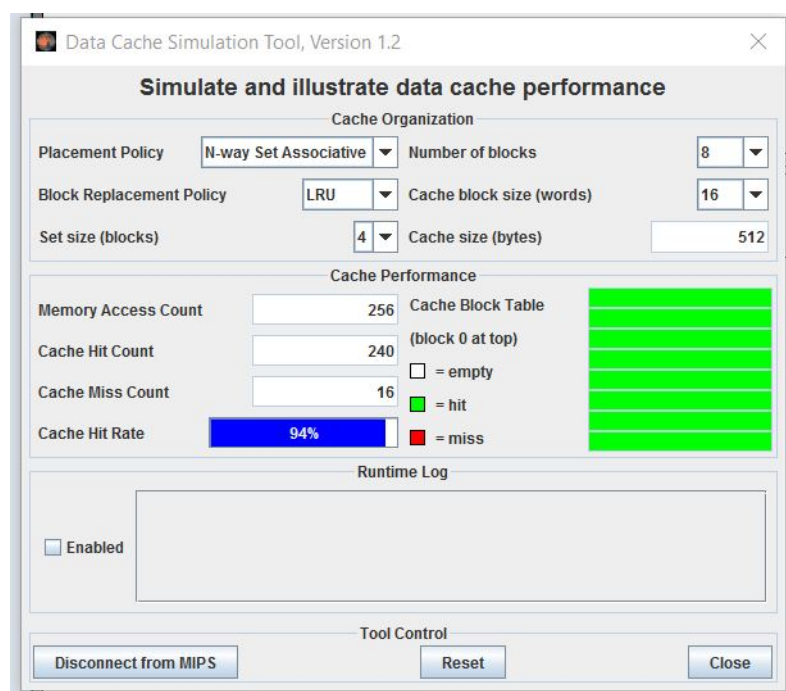 Data Cache Simulation Tool, Version 1.2
Simulate and illustrate data cache performance
Cache Organization
Placement Policy N-way Set Associative Number of blocks 8
Block Replacement Policy LRU Cache block size (words) 16
Set size (blocks) 4 Cache size (bytes) 512
Cache Performance
Memory Access Count 256 Cache Block Table
(block 0 at top)
Cache Hit Count 240
= empty
Cache Miss Count 16
= hit
Cache Hit Rate 94%
= miss
Runtime Log
Enabled
Tool Control
Disconnect from MIPS Reset Close